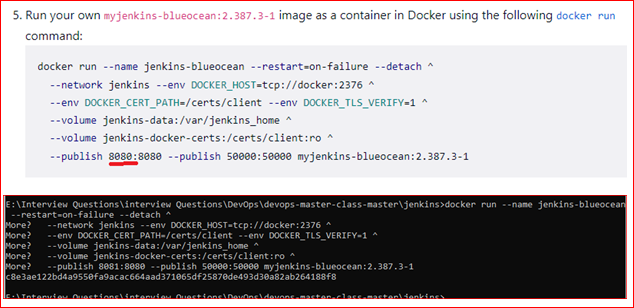 5. Run your own myjenkins-blueocean:2.387.3-1 image as a container in Docker using the following docker run
command:
docker run --name jenkins-blueocean --restart=on-failure --detach ^
--network jenkins --env DOCKER_HOST=tcp://docker:2376 ^
--env DOCKER_CERT_PATH=/certs/client --env DOCKER_TLS_VERIFY=1 ^
--volume jenkins-data:/var/jenkins_home ^
--volume jenkins-docker-certs:/certs/client:ro ^
--publish 8080:8080 --publish 50000:50000 myjenkins-blueocean:2.387.3-1
E:\Interview Questions\interview Questions\DevOps\devops-master-class-master\jenkins>docker run --name jenkins-blueocean
--restart=on-failure --detach ^
More? --network jenkins --env DOCKER_HOST=tcp://docker:2376 ^
More? --env DOCKER_CERT_PATH=/certs/client --env DOCKER_TLS_VERIFY=1 ^
More? --volume jenkins-data:/var/jenkins_home ^
More? --volume jenkins-docker-certs:/certs/client:ro ^
More? --publish 8081:8080 --publish 50000:50000 myjenkins-blueocean:2.387.3-1
c8e3ae122bd4a9550fa9acac664aad371065df25870de493d30a82ab264188f8
E:\Interview Questions\interview Questions\DevOps\devops-master-class-master\jenkins>